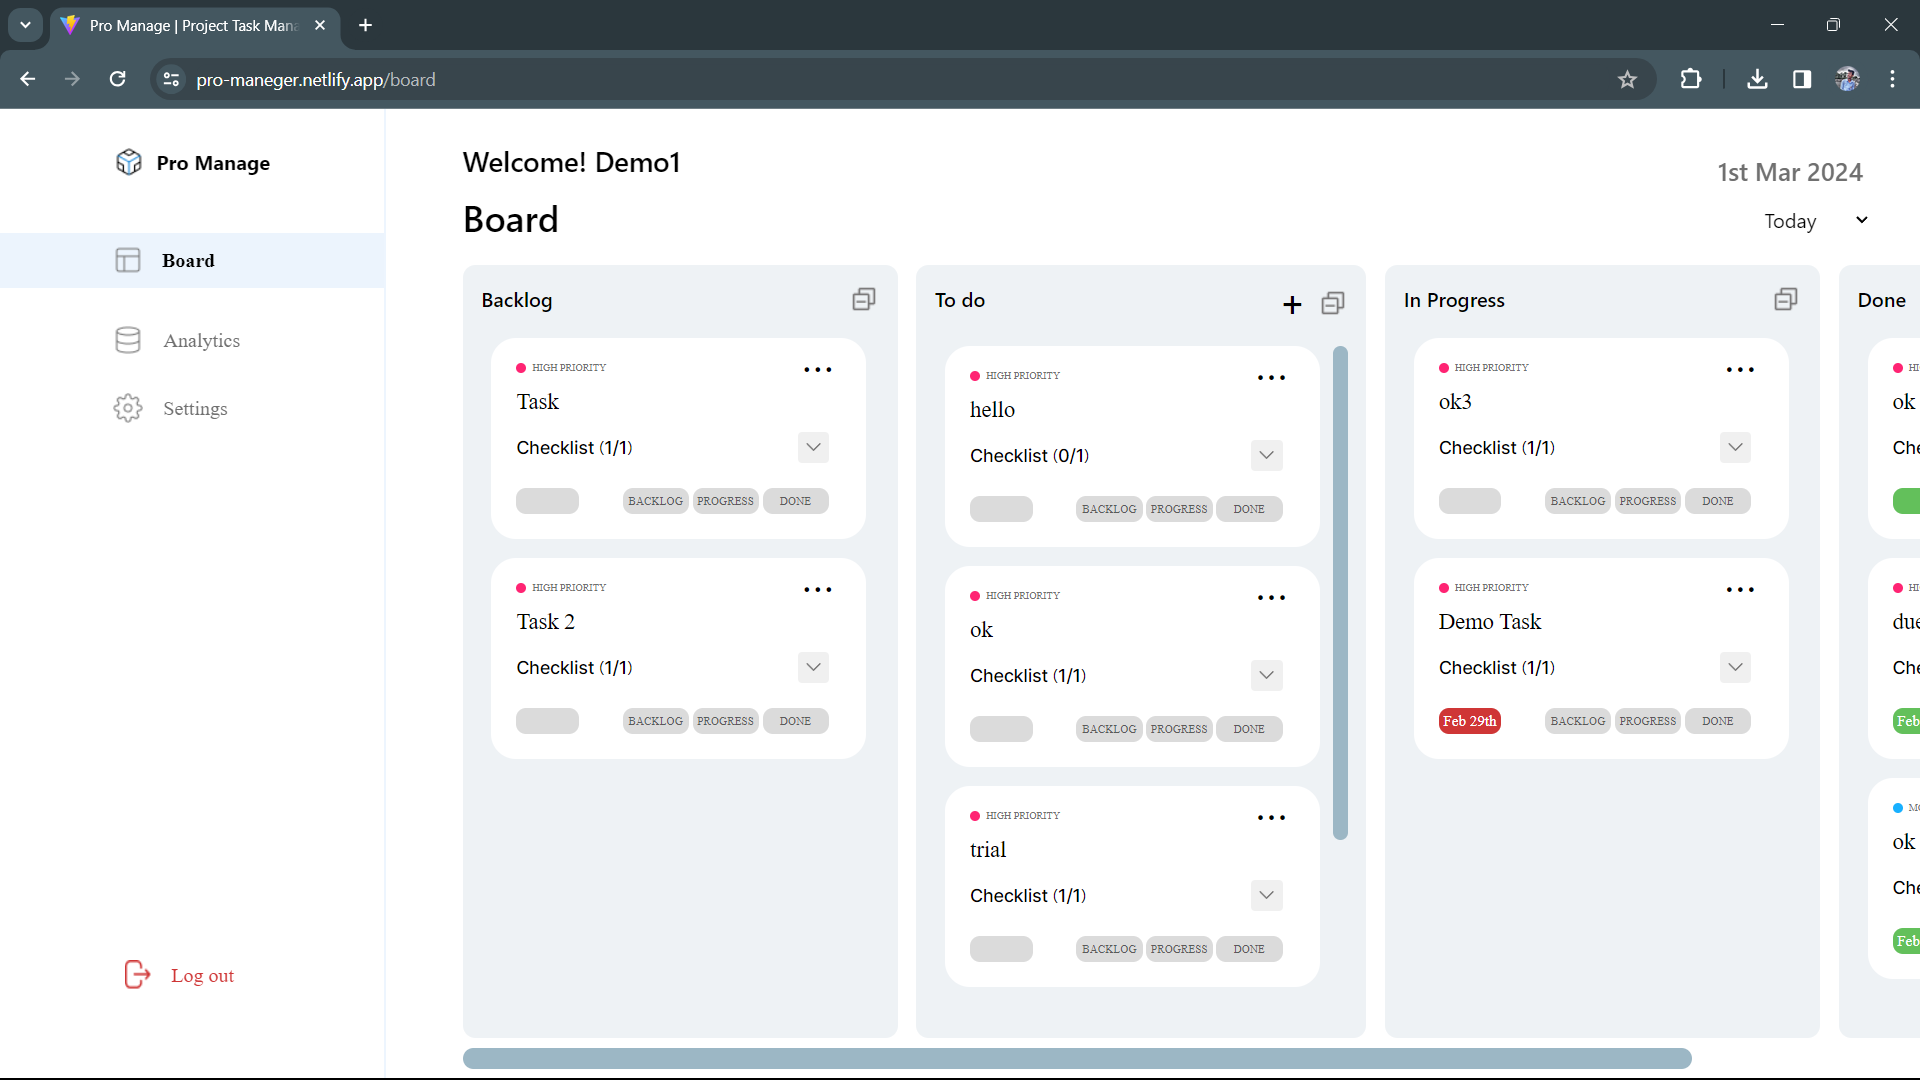 Pro Manage | Project Task Mana
pro-maneger.netlify.app/board
Pro Manage
Board
Analytics
Settings
Log out
Welcome! Demo1
Board
1st Mar 2024
Today
Backlog
HIGH PRIORITY
Task
Checklist (1/1)
BACKLOG PROGRESS DONE
HIGH PRIORITY
Task 2
Checklist (1/1)
BACKLOG PROGRESS DONE
To do
HIGH PRIORITY
hello
Checklist (0/1)
BACKLOG PROGRESS DONE
HIGH PRIORITY
ok
Checklist (1/1)
BACKLOG PROGRESS DONE
HIGH PRIORITY
trial
Checklist (1/1)
BACKLOG PROGRESS DONE
In Progress
HIGH PRIORITY
ok3
Checklist (1/1)
BACKLOG PROGRESS DONE
HIGH PRIORITY
Demo Task
Checklist (1/1)
Feb 29th BACKLOG PROGRESS DONE
Done
HI
ok
Che
HI
due
Che
Feb
MO
ok
Che
Feb